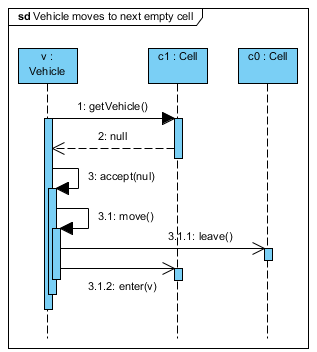 sd Vehicle moves to next empty cell
v :
Vehicle
c1 : Cell
c0 : Cell
1: getVehicle()
2: null
3: accept(nul)
3.1: move()
3.1.1: leave()
3.1.2: enter(v)